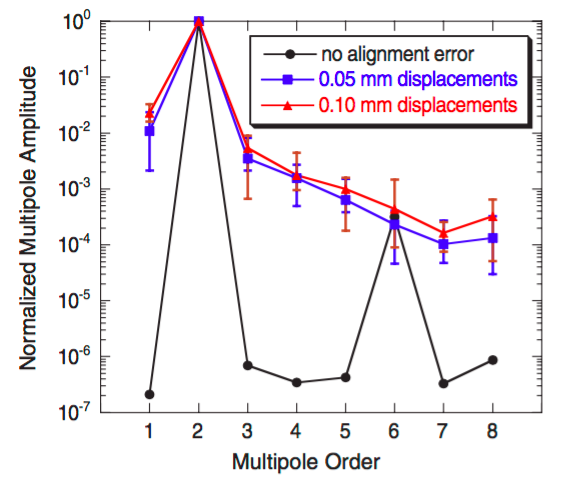 Normalized Multipole Amplitude
10⁰
10⁻¹
10⁻²
10⁻³
10⁻⁴
10⁻⁵
10⁻⁶
10⁻⁷
no alignment error
0.05 mm displacements
0.10 mm displacements
1 2 3 4 5 6 7 8
Multipole Order